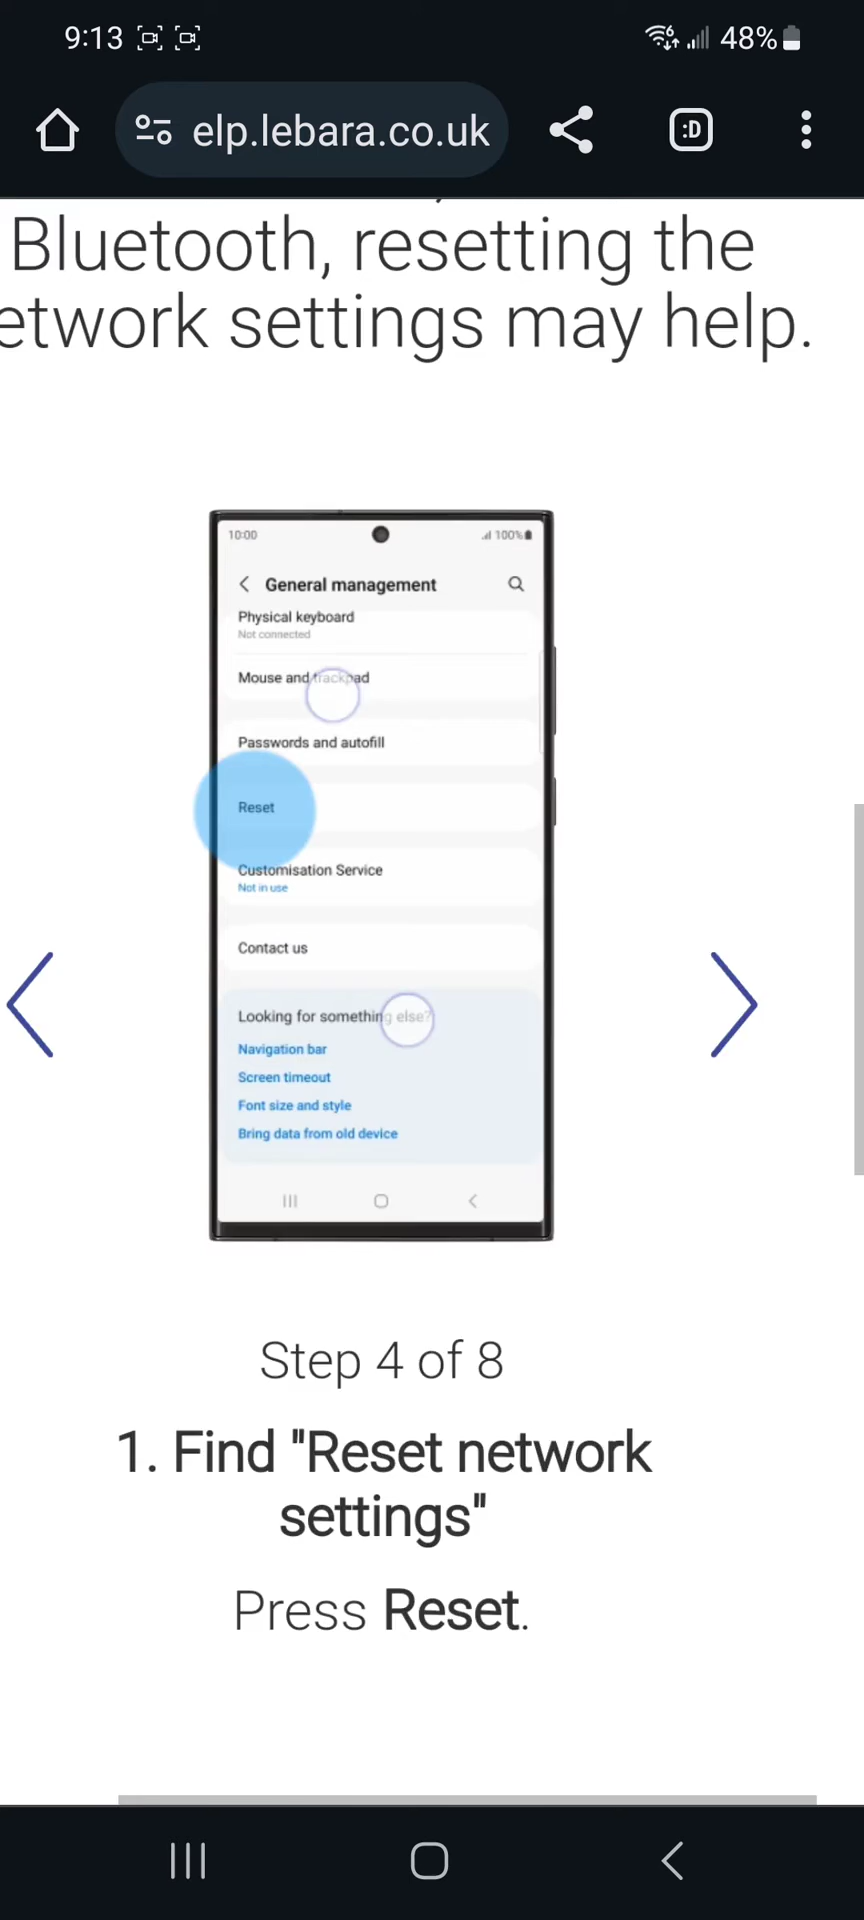 9:13
48%
elp.lebara.co.uk
:D
Bluetooth, resetting the
etwork settings may help.
10:00
100%
General management
Physical keyboard
Not connected
Mouse and trackpad
Passwords and autofill
Reset
Customisation Service
Not in use
Contact us
Looking for something else?
Navigation bar
Screen timeout
Font size and style
Bring data from old device
Step 4 of 8
1. Find "Reset network
settings"
Press Reset.